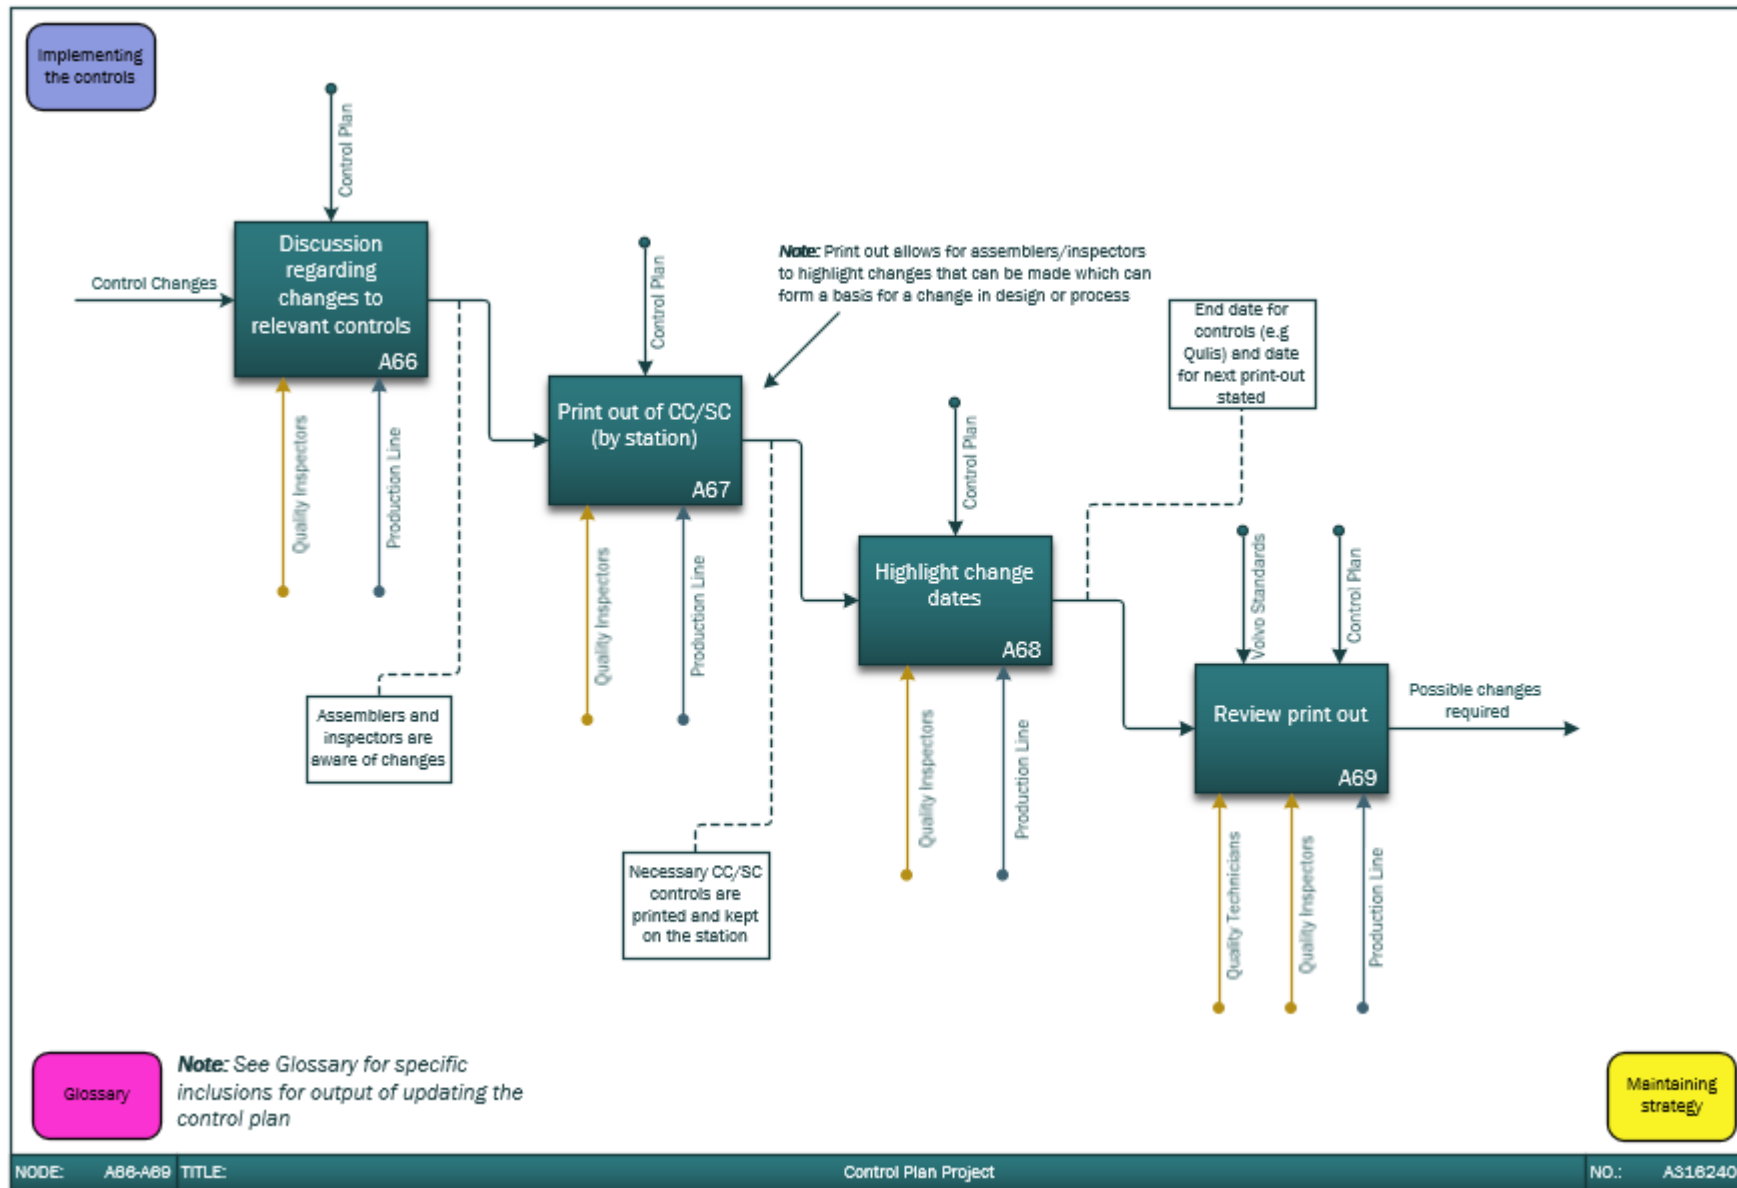 Implementing
the controls
Control Plan
Discussion
regarding
changes to
relevant controls
A66
Control Changes
Quality Inspectors
Production Line
Control Plan
Print out of CC/SC
(by station)
A67
Note: Print out allows for assemblers/inspectors
to highlight changes that can be made which can
form a basis for a change in design or process
Quality Inspectors
Production Line
Assemblers and
inspectors are
aware of changes
Control Plan
Highlight change
dates
A68
End date for
controls (e.g
Qulis) and date
for next print-out
stated
Quality Inspectors
Production Line
Necessary CC/SC
controls are
printed and kept
on the station
Volvo Standards
Control Plan
Review print out
A69
Possible changes
required
Quality Technicians
Quality Inspectors
Production Line
Glossary
Note: See Glossary for specific
inclusions for output of updating the
control plan
Maintaining
strategy
NODE: A66-A69 TITLE: Control Plan Project NO.: AS16240